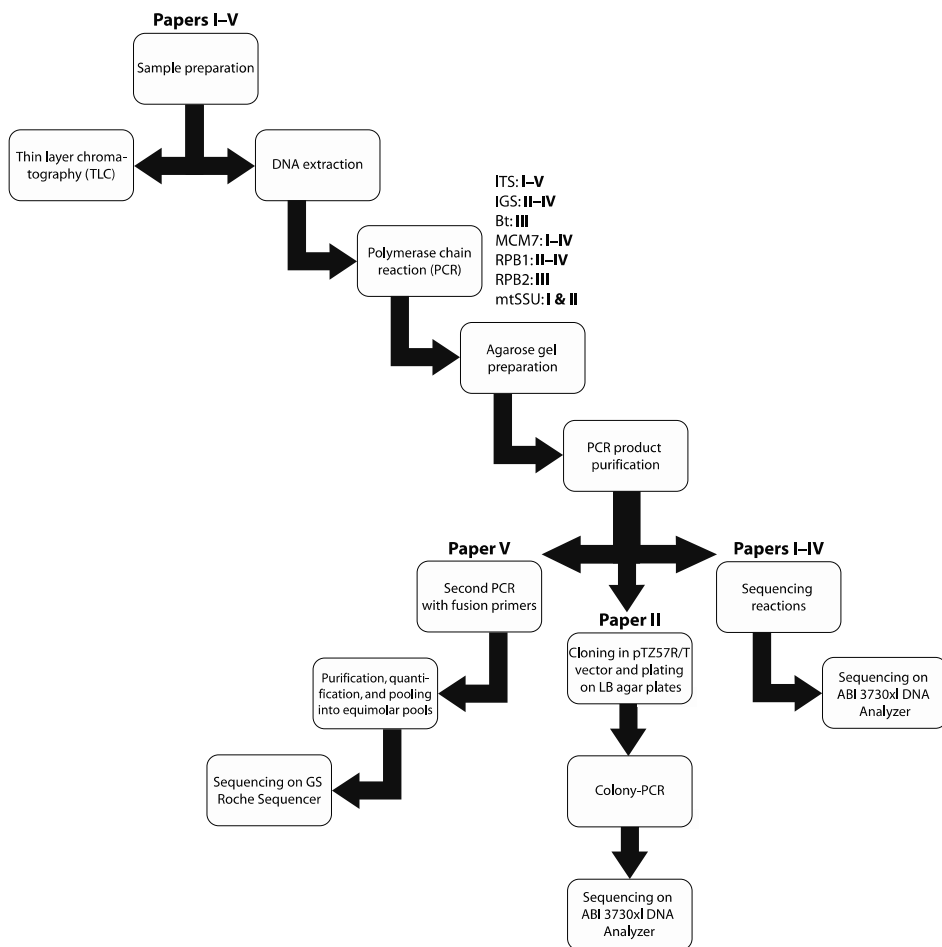 Papers I–V
Sample preparation
Thin layer chroma-
tography (TLC)
DNA extraction
Polymerase chain
reaction (PCR)
ITS: I–V
IGS: II–IV
Bt: III
MCM7: I–IV
RPB1: II–IV
RPB2: III
mtSSU: I & II
Agarose gel
preparation
PCR product
purification
Paper V
Second PCR
with fusion primers
Purification, quanti-
fication, and pooling
into equimolar pools
Sequencing on GS
Roche Sequencer
Paper II
Cloning in pTZ57R/T
vector and plating
on LB agar plates
Colony-PCR
Sequencing on
ABI 3730xl DNA
Analyzer
Papers I–IV
Sequencing
reactions
Sequencing on
ABI 3730xl DNA
Analyzer